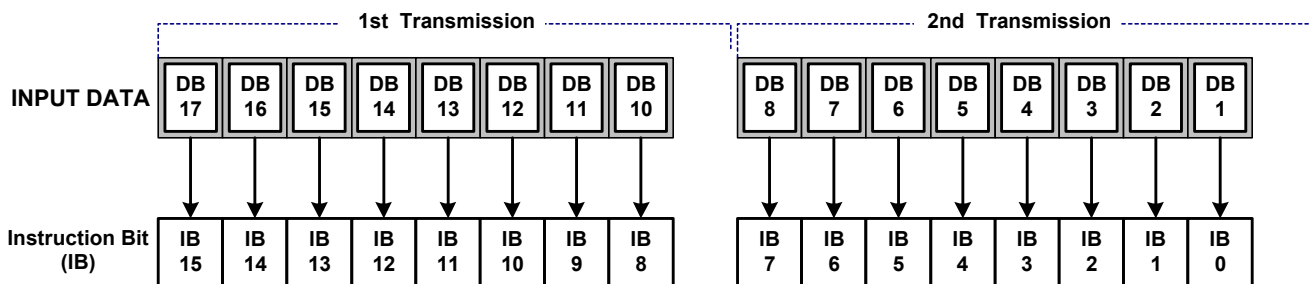 1st Transmission 2nd Transmission
INPUT DATA DB 17 DB 16 DB 15 DB 14 DB 13 DB 12 DB 11 DB 10 DB 8 DB 7 DB 6 DB 5 DB 4 DB 3 DB 2 DB 1
Instruction Bit (IB) IB 15 IB 14 IB 13 IB 12 IB 11 IB 10 IB 9 IB 8 IB 7 IB 6 IB 5 IB 4 IB 3 IB 2 IB 1 IB 0